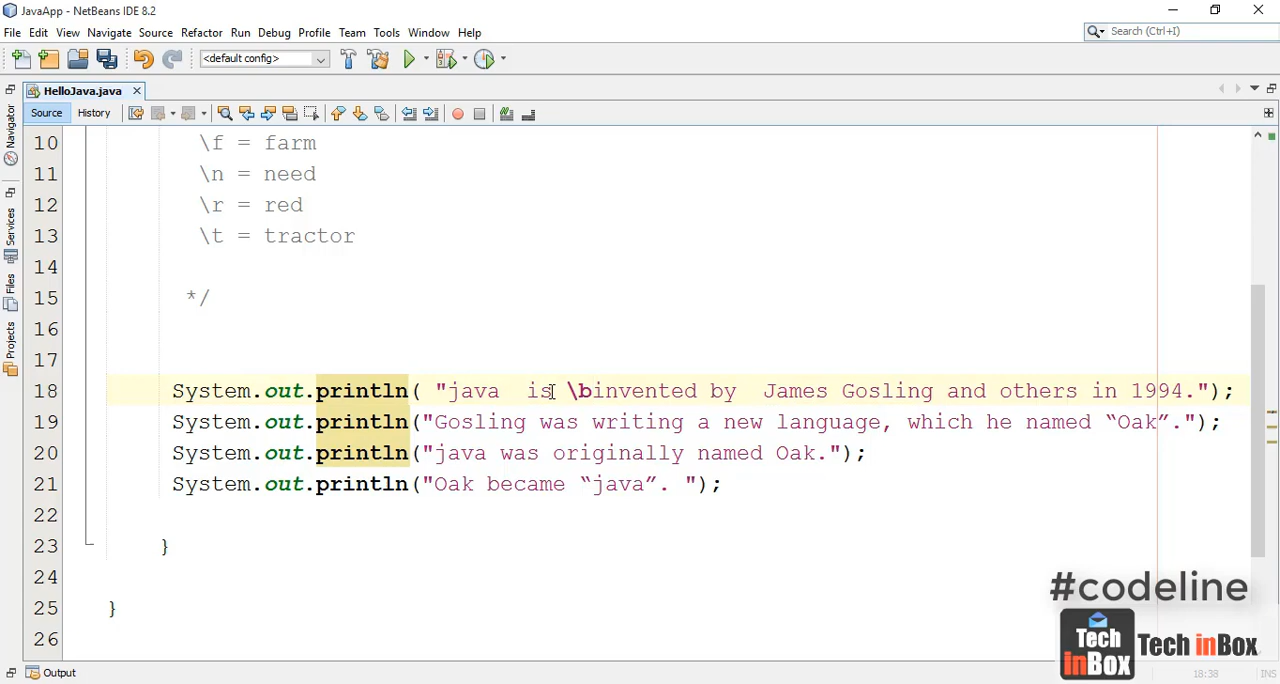 JavaApp - NetBeans IDE 8.2
File Edit View Navigate Source Refactor Run Debug Profile Team Tools Window Help
Search (Ctrl+I)
<default config>
HelloJava.java
Source History
Navigator
Services
Files
Projects
10 \f = farm
11 \n = need
12 \r = red
13 \t = tractor
14
15 */
16
17
18 System.out.println( "java  is \binvented by  James Gosling and others in 1994.");
19 System.out.println("Gosling was writing a new language, which he named “Oak”.");
20 System.out.println("java was originally named Oak.");
21 System.out.println("Oak became “java”. ");
22
23 }
24
25 }
26
#codeline
Tech inBox
Tech inBox
Output
18:38 INS